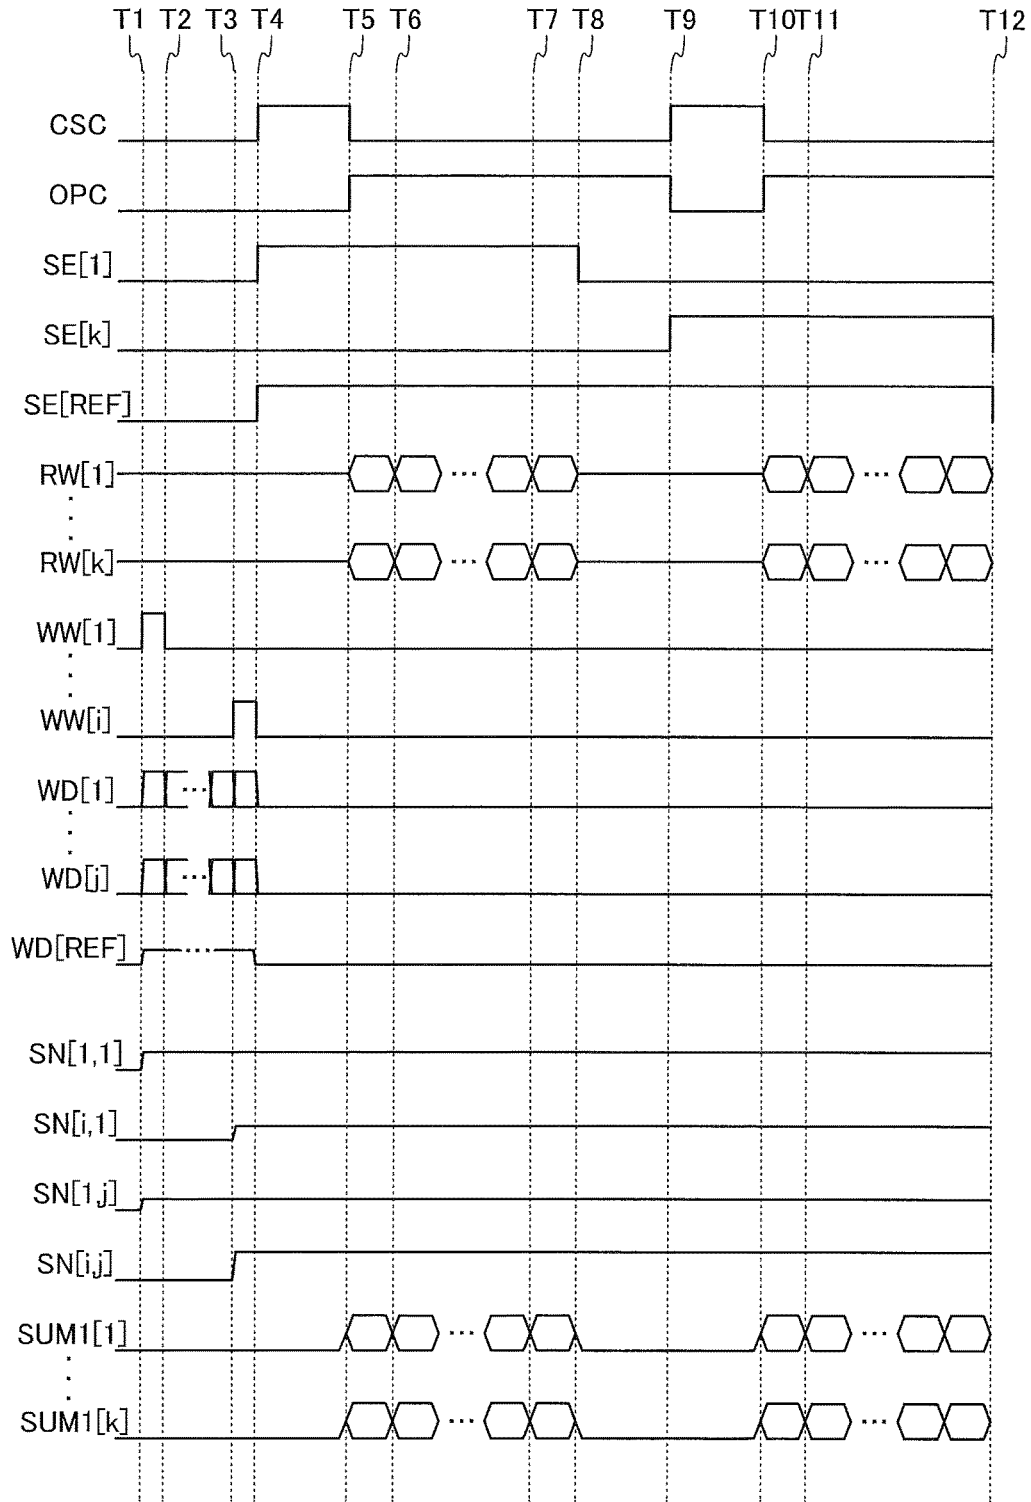 T1 T2 T3 T4 T5 T6 T7 T8 T9 T10 T11 T12
CSC
OPC
SE[1]
SE[k]
SE[REF]
RW[1] ... ...
RW[k] ... ...
WW[1]
WW[i]
WD[1] ...
WD[j] ...
WD[REF] ...
SN[1,1]
SN[i,1]
SN[1,j]
SN[i,j]
SUM1[1] ... ...
SUM1[k] ... ...